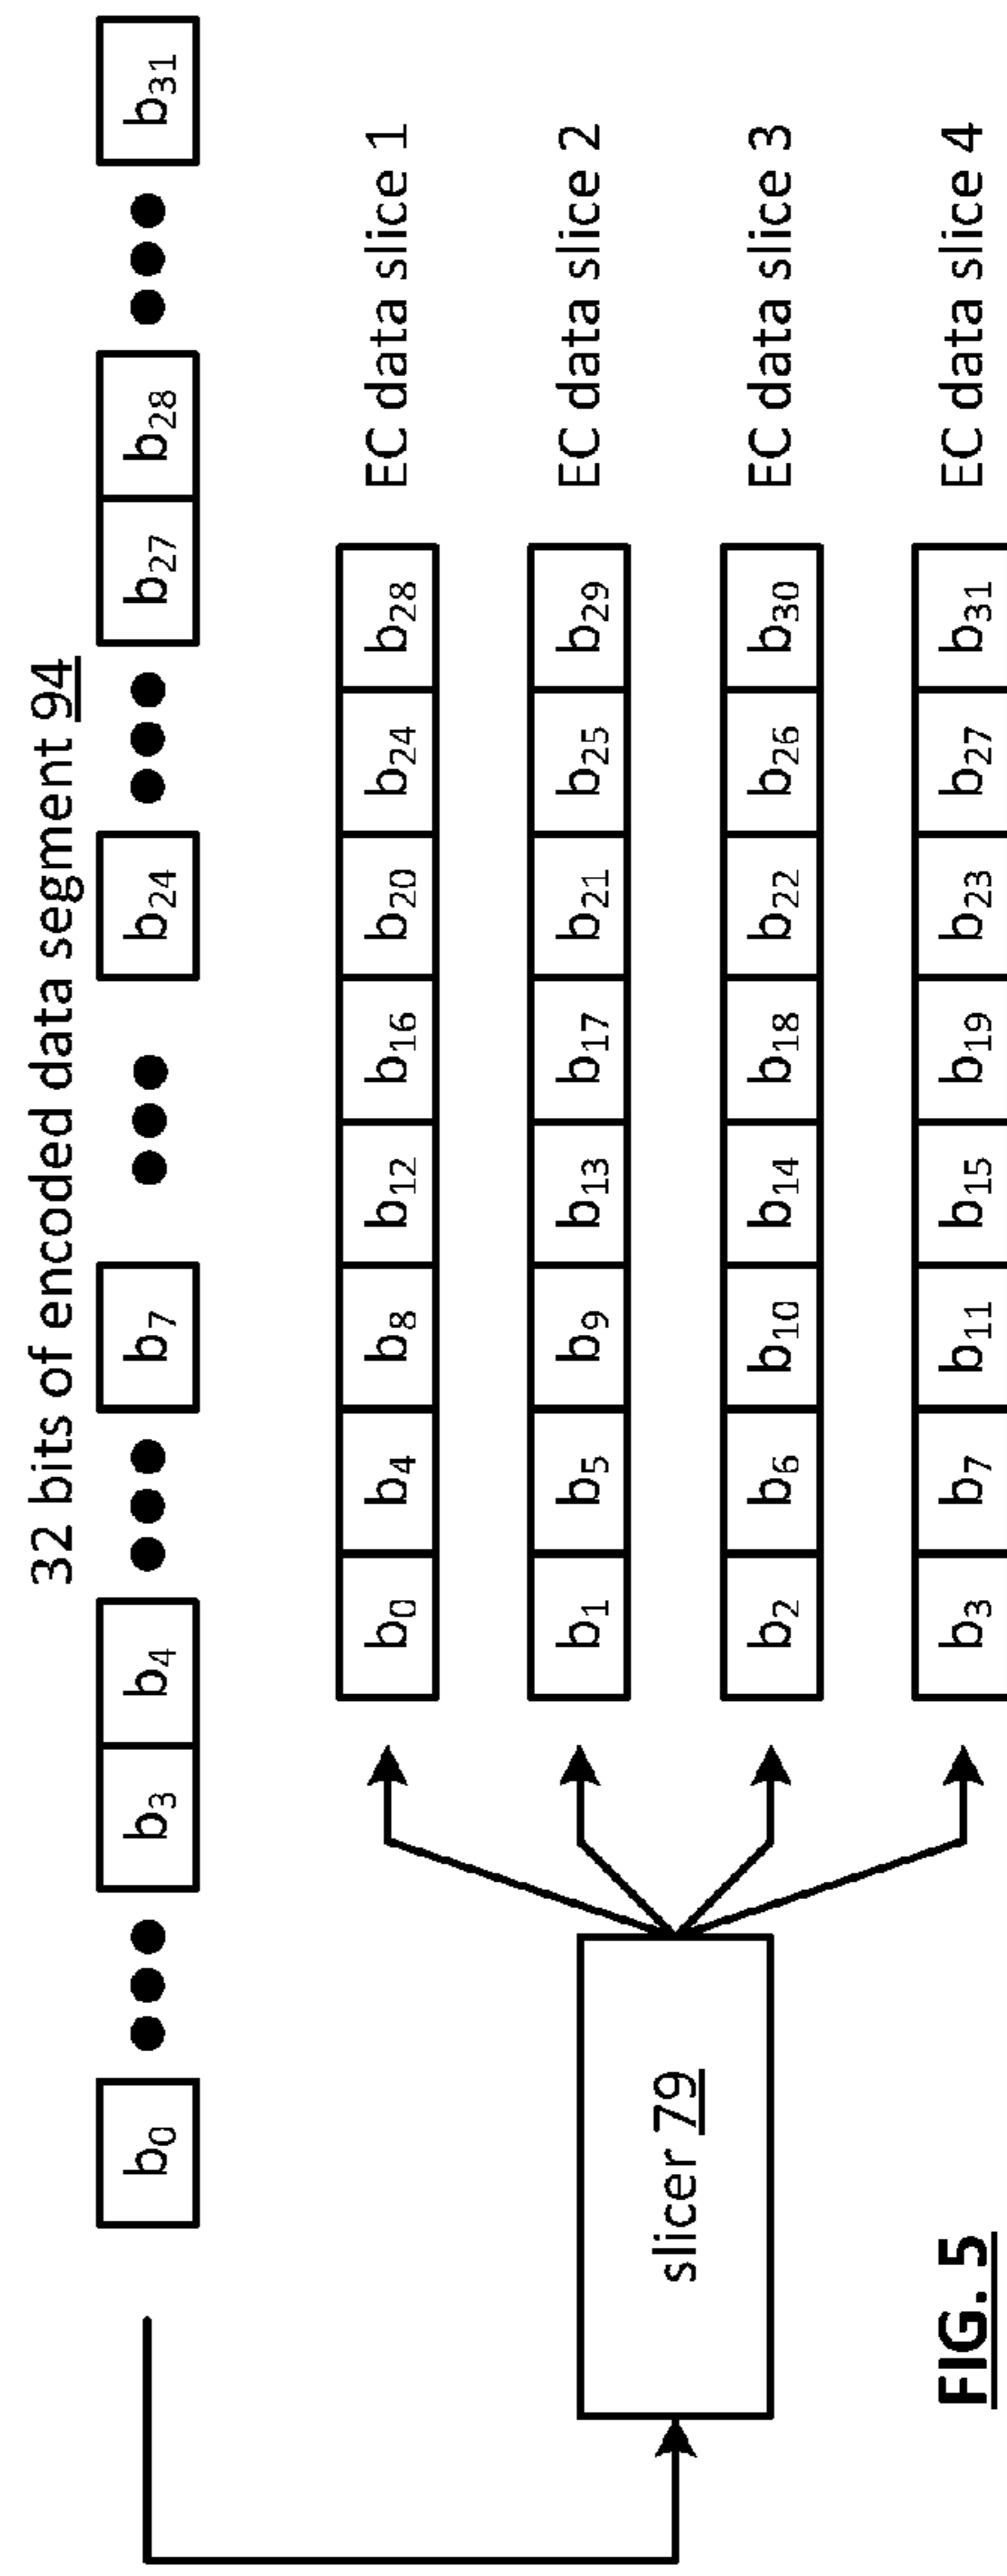 32 bits of encoded data segment 94
b0 b3 b4 b7 b24 b27 b28 b31
b0 b4 b8 b12 b16 b20 b24 b28 EC data slice 1
b1 b5 b9 b13 b17 b21 b25 b29 EC data slice 2
slicer 79
b2 b6 b10 b14 b18 b22 b26 b30 EC data slice 3
b3 b7 b11 b15 b19 b23 b27 b31 EC data slice 4
FIG. 5